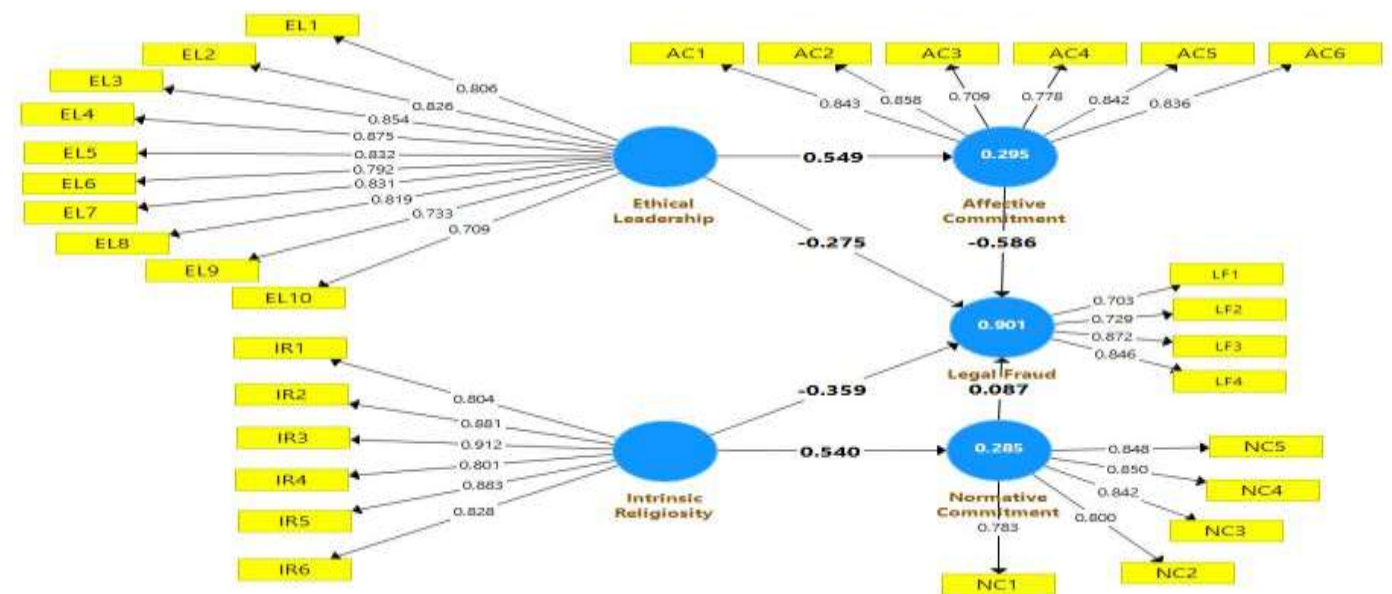 EL1
EL2
EL3
EL4
EL5
EL6
EL7
EL8
EL9
EL10
0.806
0.826
0.854
0.875
0.832
0.792
0.831
0.819
0.733
0.709
Ethical
Leadership
0.549
-0.275
AC1 AC2 AC3 AC4 AC5 AC6
0.843 0.858 0.709 0.778 0.842 0.836
0.295
Affective
Commitment
-0.586
0.901
Legal Fraud
0.703
0.729
0.872
0.846
LF1
LF2
LF3
LF4
IR1
IR2
IR3
IR4
IR5
IR6
0.804
0.881
0.912
0.801
0.883
0.828
Intrinsic
Religiosity
-0.359
0.540
0.087
0.285
Normative
Commitment
0.848
0.850
0.842
0.800
0.783
NC5
NC4
NC3
NC2
NC1